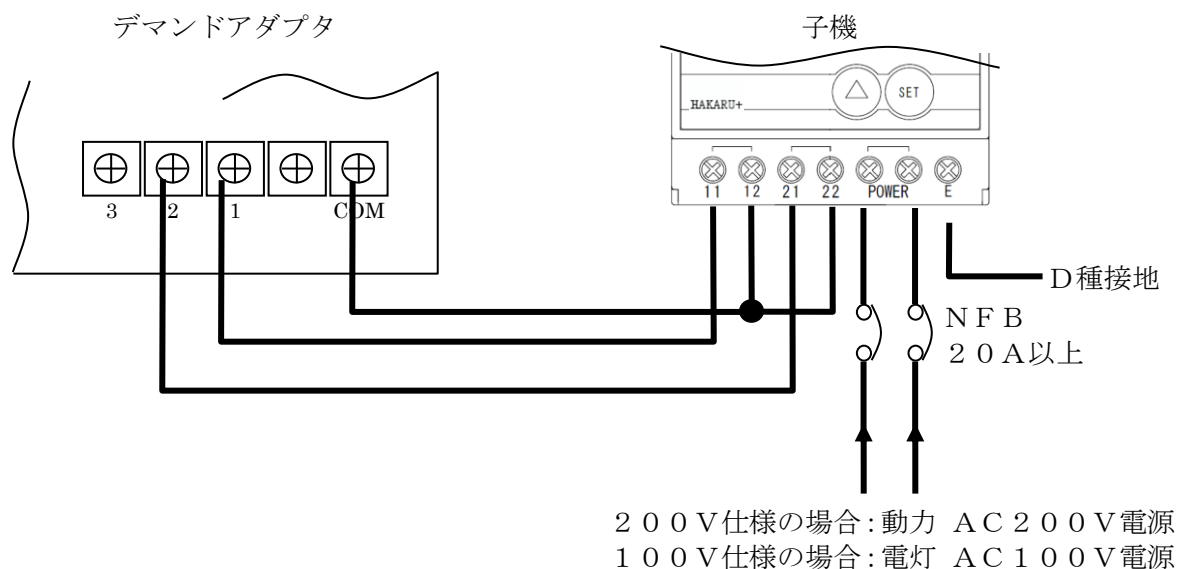 デマンドアダプタ
子機
SET
HAKARU+
11 12 21 22 POWER E
3 2 1 COM
D種接地
NFB
20A以上
200V仕様の場合:動力 AC200V電源
100V仕様の場合:電灯 AC100V電源